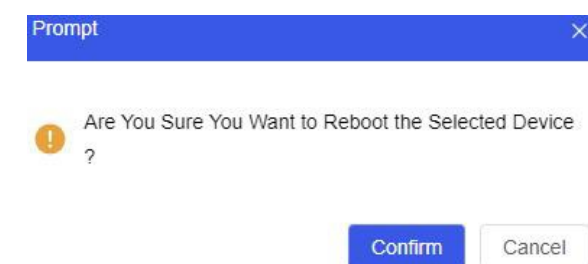 Prompt
Are You Sure You Want to Reboot the Selected Device
?
Confirm Cancel